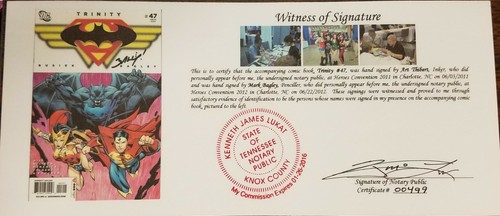 TRINITY
#47
Witness of Signature
This is to certify that the accompanying comic book, Trinity #47, was hand signed by Art Thibert, Inker, who did
personally appear before me, the undersigned notary public, at Heroes Convention 2011 in Charlotte, NC on 06/03/2011
and was hand signed by Mark Bagley, Penciller, who did personally appear before me, the undersigned notary public, at
Heroes Convention 2012 in Charlotte, NC on 06/22/2012. These signings were witnessed and proved to me through
satisfactory evidence of identification to be the persons whose names were signed in my presence on the accompanying comic
book, pictured to the left.
KENNETH JAMES LUKAT
STATE OF
TENNESSEE
NOTARY
PUBLIC
KNOX COUNTY
My Commission Expires 01-26-2015
Signature of Notary Public
Certificate# 00499